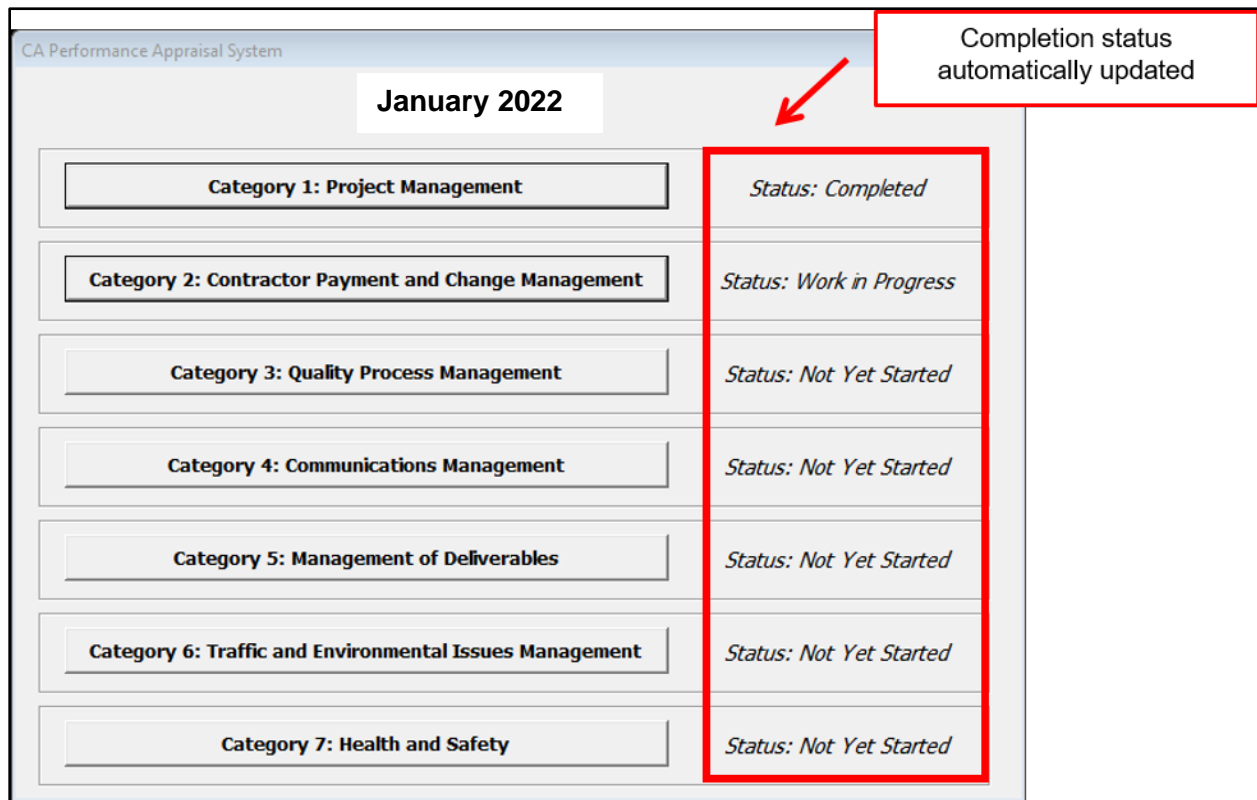 Completion status
automatically updated
CA Performance Appraisal System
January 2022
Category 1: Project Management
Status: Completed
Category 2: Contractor Payment and Change Management
Status: Work in Progress
Category 3: Quality Process Management
Status: Not Yet Started
Category 4: Communications Management
Status: Not Yet Started
Category 5: Management of Deliverables
Status: Not Yet Started
Category 6: Traffic and Environmental Issues Management
Status: Not Yet Started
Category 7: Health and Safety
Status: Not Yet Started